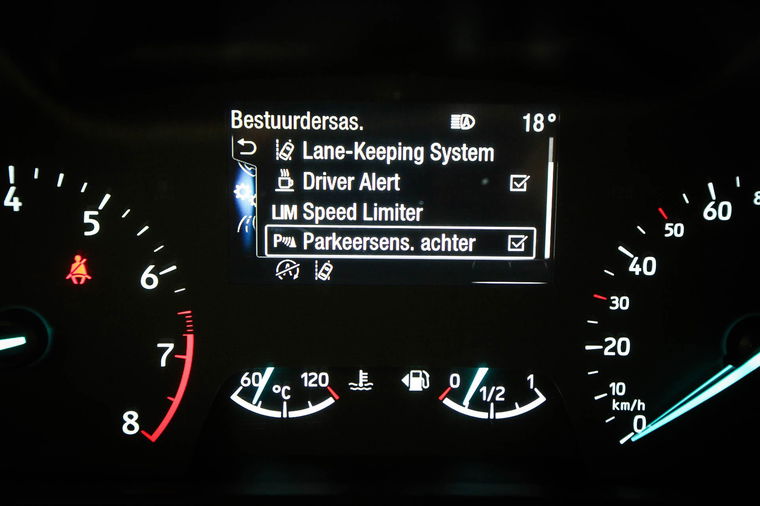 Bestuurdersas.
18°
Lane-Keeping System
Driver Alert
LIM Speed Limiter
P Parkeersens. achter
4
5
6
7
8
60
°C
120
0
1/2
1
60
50
40
30
20
10
km/h
0